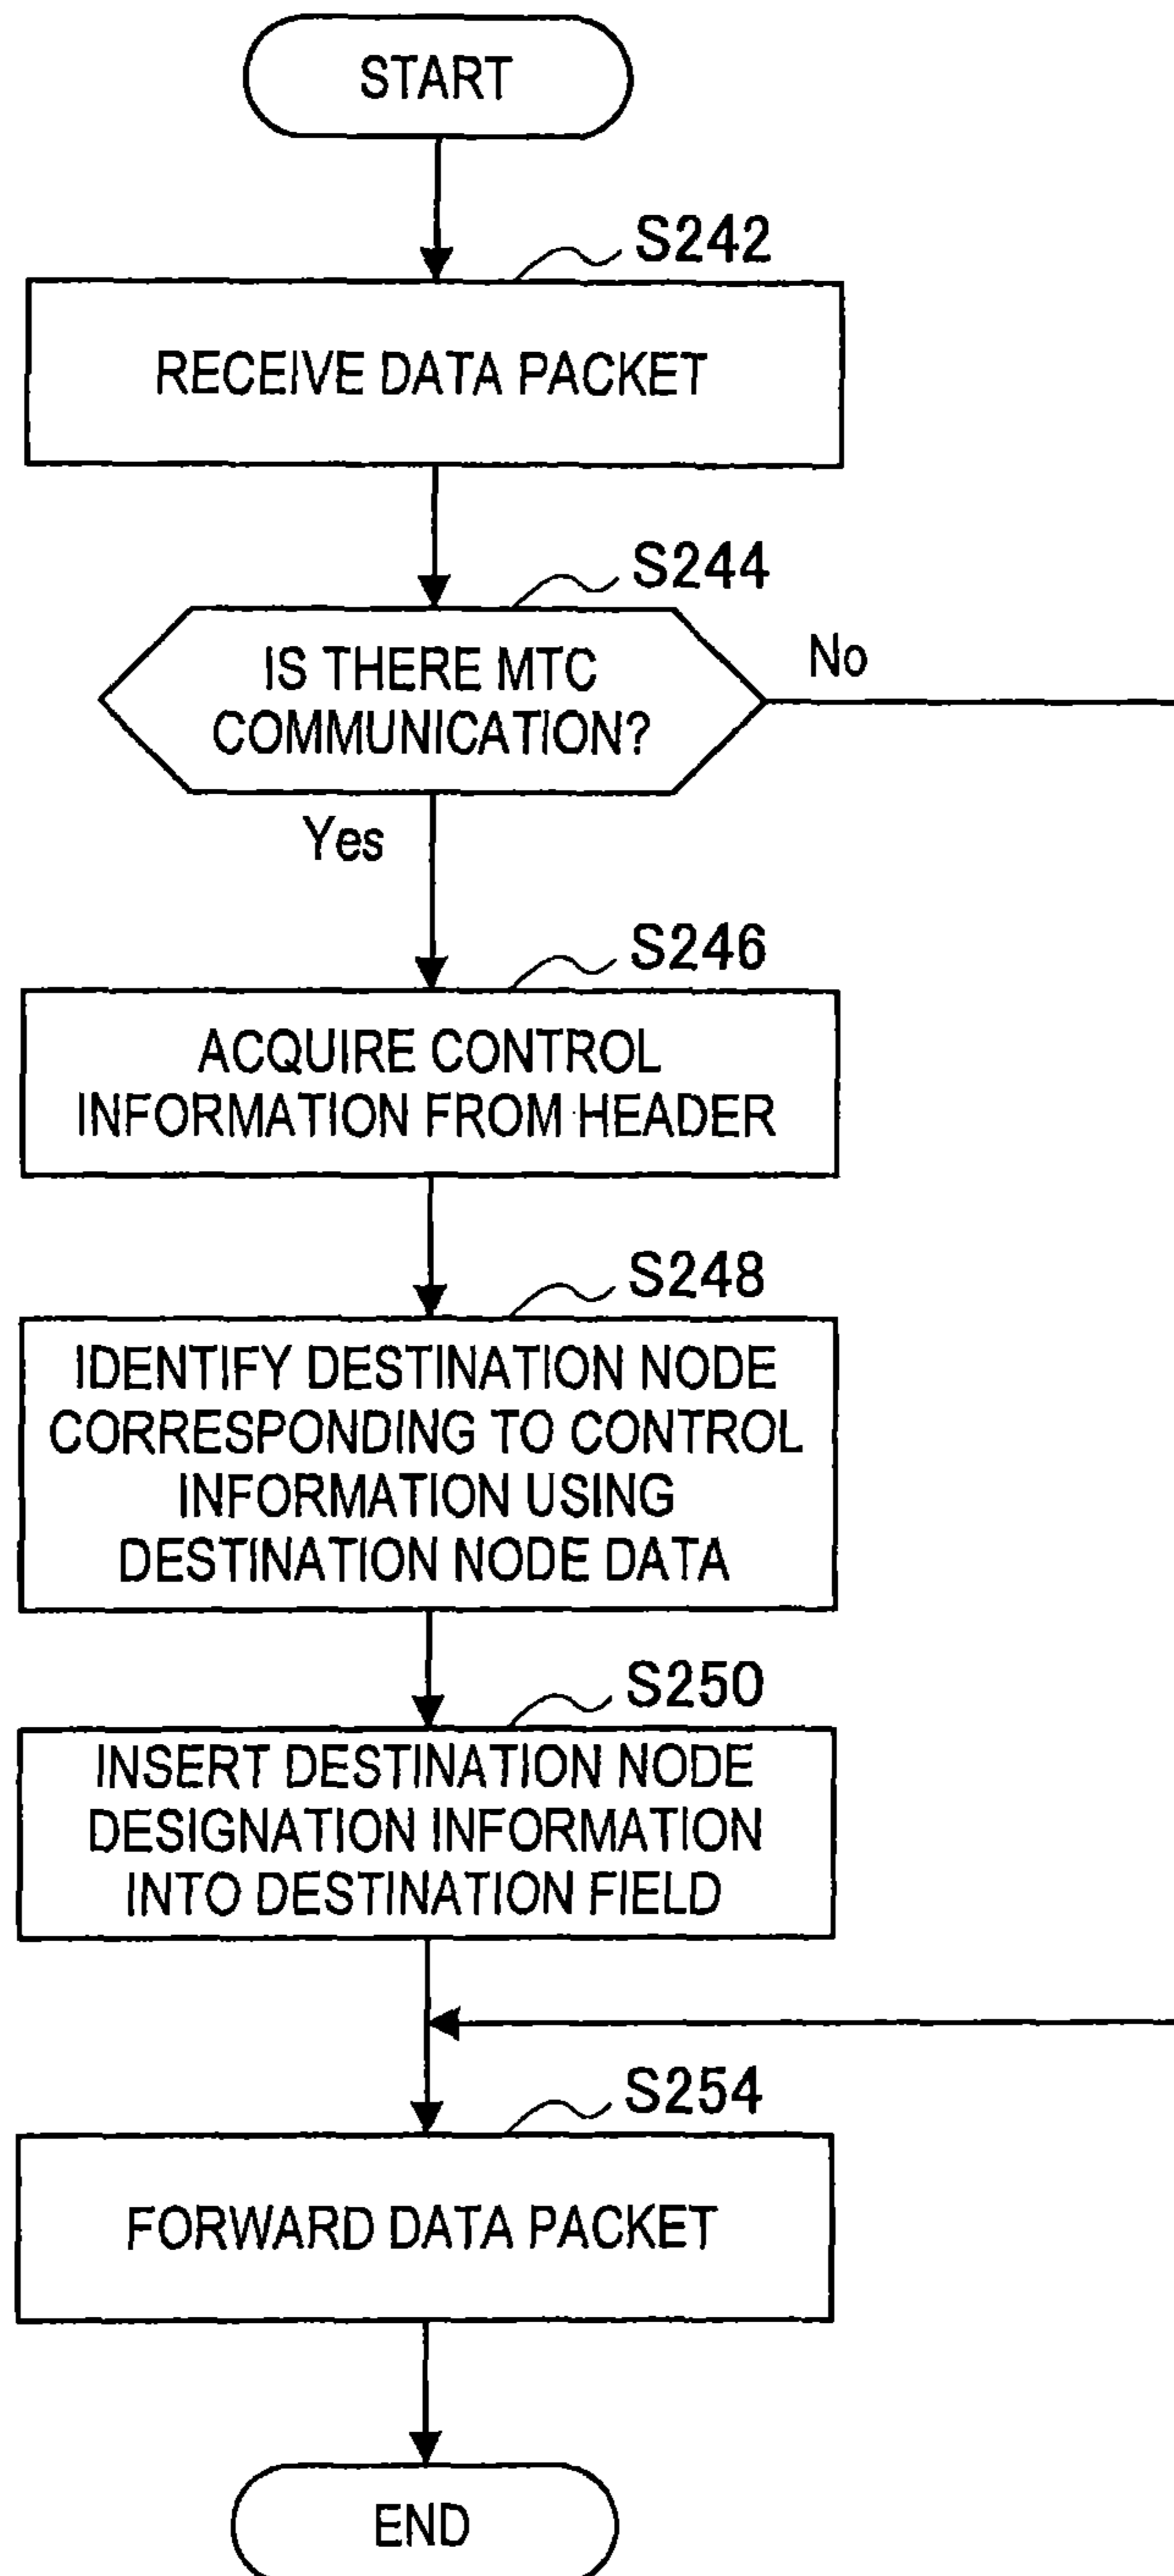 START
S242
RECEIVE DATA PACKET
S244
IS THERE MTC
COMMUNICATION?
No
Yes
S246
ACQUIRE CONTROL
INFORMATION FROM HEADER
S248
IDENTIFY DESTINATION NODE
CORRESPONDING TO CONTROL
INFORMATION USING
DESTINATION NODE DATA
S250
INSERT DESTINATION NODE
DESIGNATION INFORMATION
INTO DESTINATION FIELD
S254
FORWARD DATA PACKET
END